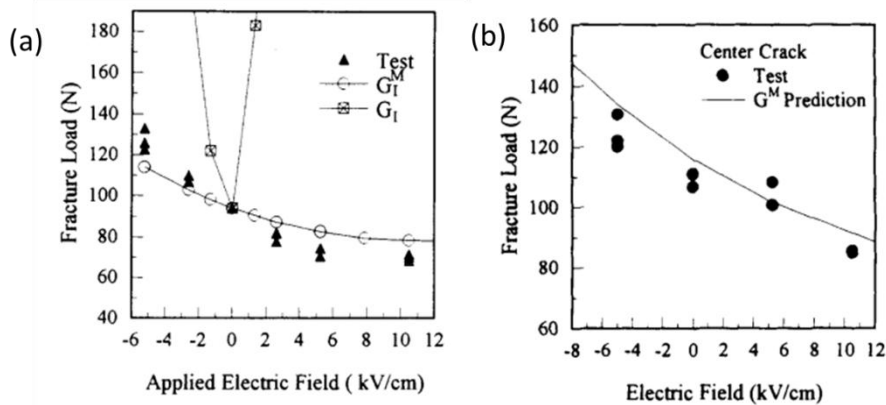 (a)
Fracture Load (N)
180
160
140
120
100
80
60
40
Test
G_I^M
G_I
-6 -4 -2 0 2 4 6 8 10 12
Applied Electric Field ( kV/cm)
(b)
Fracture Load (N)
160
140
120
100
80
60
Center Crack
Test
G^M Prediction
-8 -6 -4 -2 0 2 4 6 8 10 12
Electric Field (kV/cm)